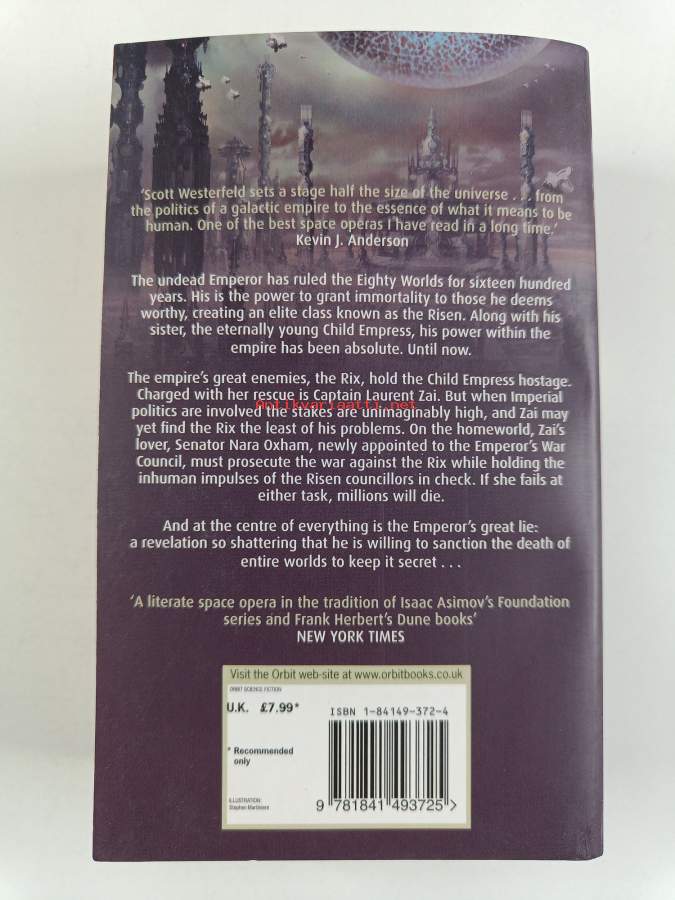 ‘Scott Westerfeld sets a stage half the size of the universe . . . from
the politics of a galactic empire to the essence of what it means to be
human. One of the best space operas I have read in a long time.’
Kevin J. Anderson
The undead Emperor has ruled the Eighty Worlds for sixteen hundred
years. His is the power to grant immortality to those he deems
worthy, creating an elite class known as the Risen. Along with his
sister, the eternally young Child Empress, his power within the
empire has been absolute. Until now.
The empire’s great enemies, the Rix, hold the Child Empress hostage.
Charged with her rescue is Captain Laurent Zai. But when Imperial
Antikvariaatti.net
politics are involved the stakes are unimaginably high, and Zai may
yet find the Rix the least of his problems. On the homeworld, Zai’s
lover, Senator Nara Oxham, newly appointed to the Emperor’s War
Council, must prosecute the war against the Rix while holding the
inhuman impulses of the Risen councillors in check. If she fails at
either task, millions will die.
And at the centre of everything is the Emperor’s great lie:
a revelation so shattering that he is willing to sanction the death of
entire worlds to keep it secret . . .
‘A literate space opera in the tradition of Isaac Asimov’s Foundation
series and Frank Herbert’s Dune books’
NEW YORK TIMES
Visit the Orbit web-site at www.orbitbooks.co.uk
ORBIT SCIENCE FICTION
U.K. £7.99*
ISBN 1-84149-372-4
* Recommended
only
ILLUSTRATION:
Stephen Martiniere
9 781841 493725 >